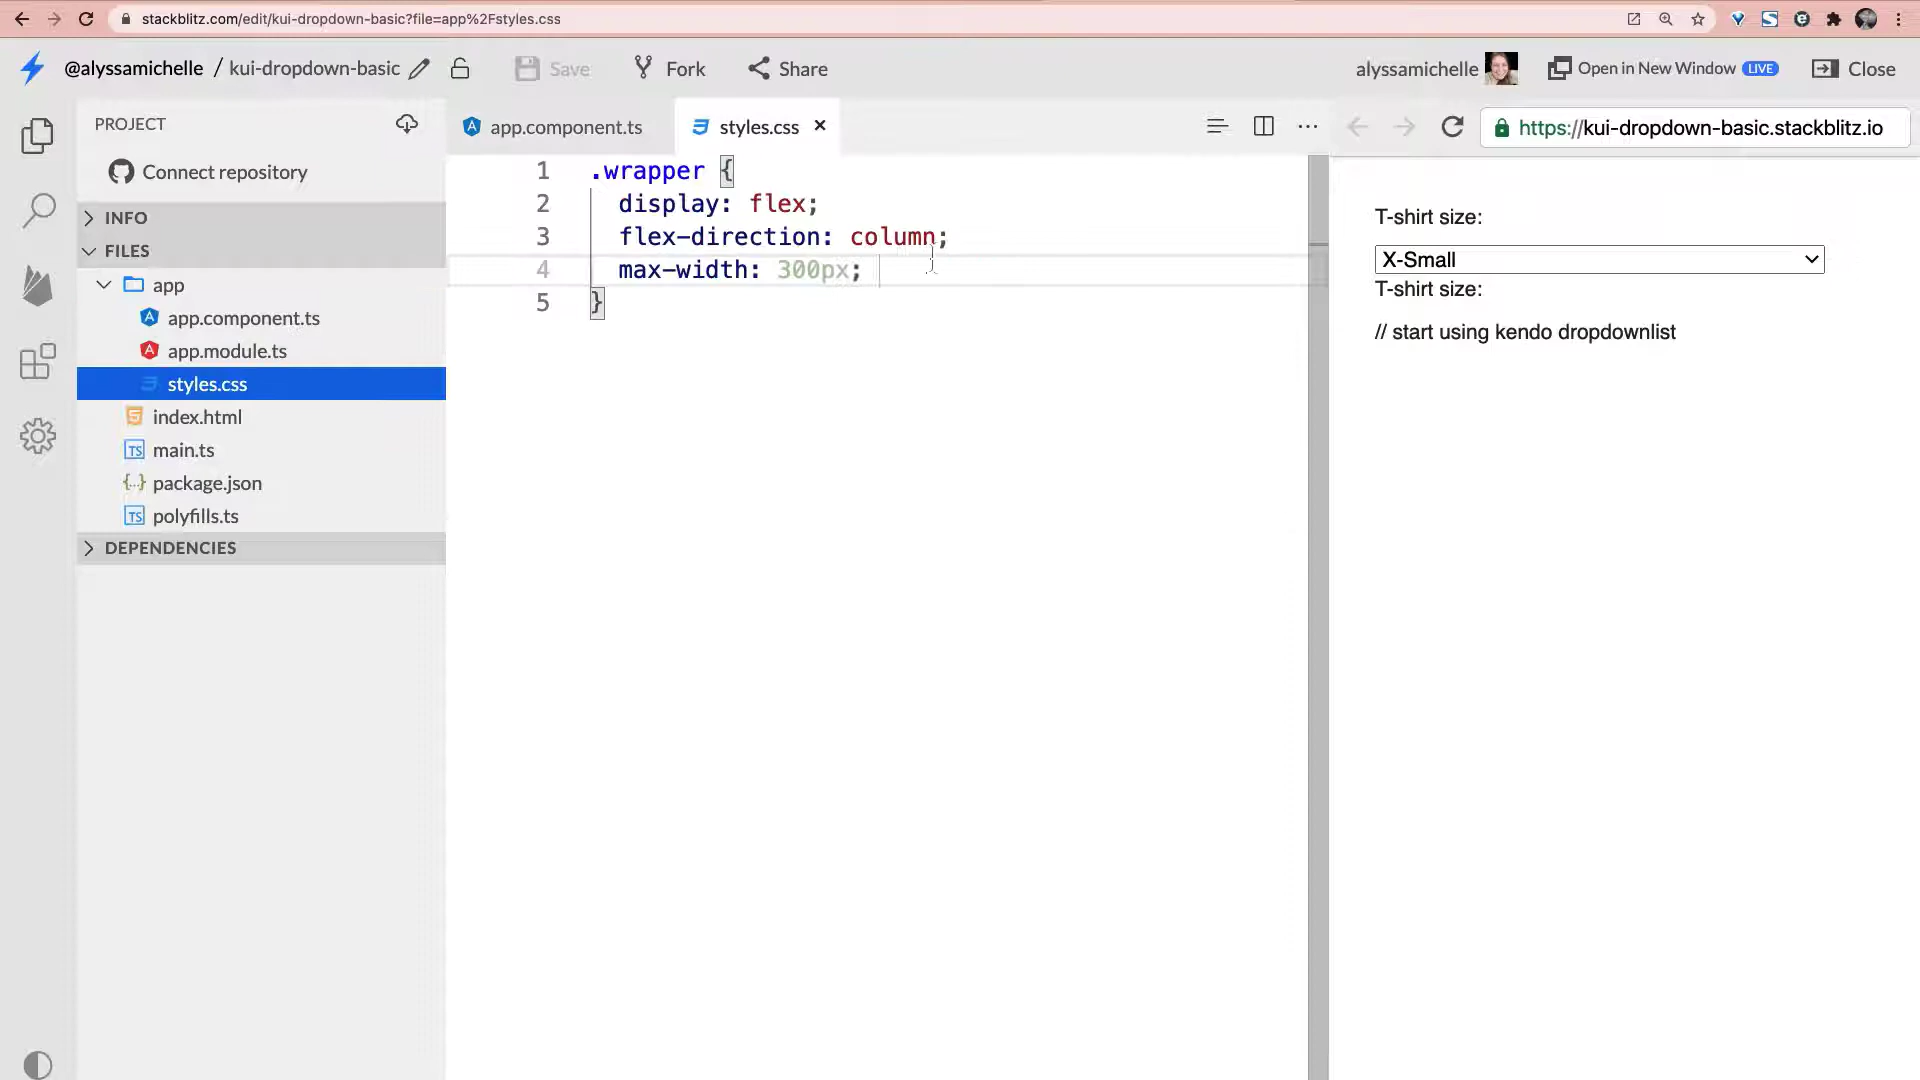 stackblitz.com/edit/kui-dropdown-basic?file=app%2Fstyles.css
@alyssamichelle / kui-dropdown-basic
Save
Fork
Share
alyssamichelle
Open in New Window LIVE
Close
PROJECT
Connect repository
INFO
FILES
app
app.component.ts
app.module.ts
styles.css
index.html
main.ts
package.json
polyfills.ts
DEPENDENCIES
app.component.ts
styles.css
1 .wrapper {
2 display: flex;
3 flex-direction: column;
4 max-width: 300px;
5 }
https://kui-dropdown-basic.stackblitz.io
T-shirt size:
X-Small
T-shirt size:
// start using kendo dropdownlist